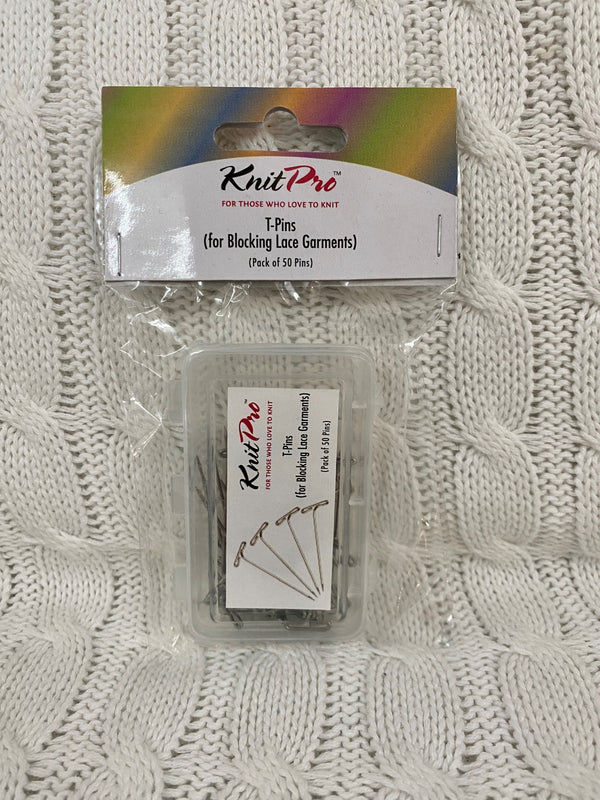 KnitPro™
FOR THOSE WHO LOVE TO KNIT
T-Pins
(for Blocking Lace Garments)
(Pack of 50 Pins)
KnitPro™
FOR THOSE WHO LOVE TO KNIT
T-Pins
(for Blocking Lace Garments)
(Pack of 50 Pins)